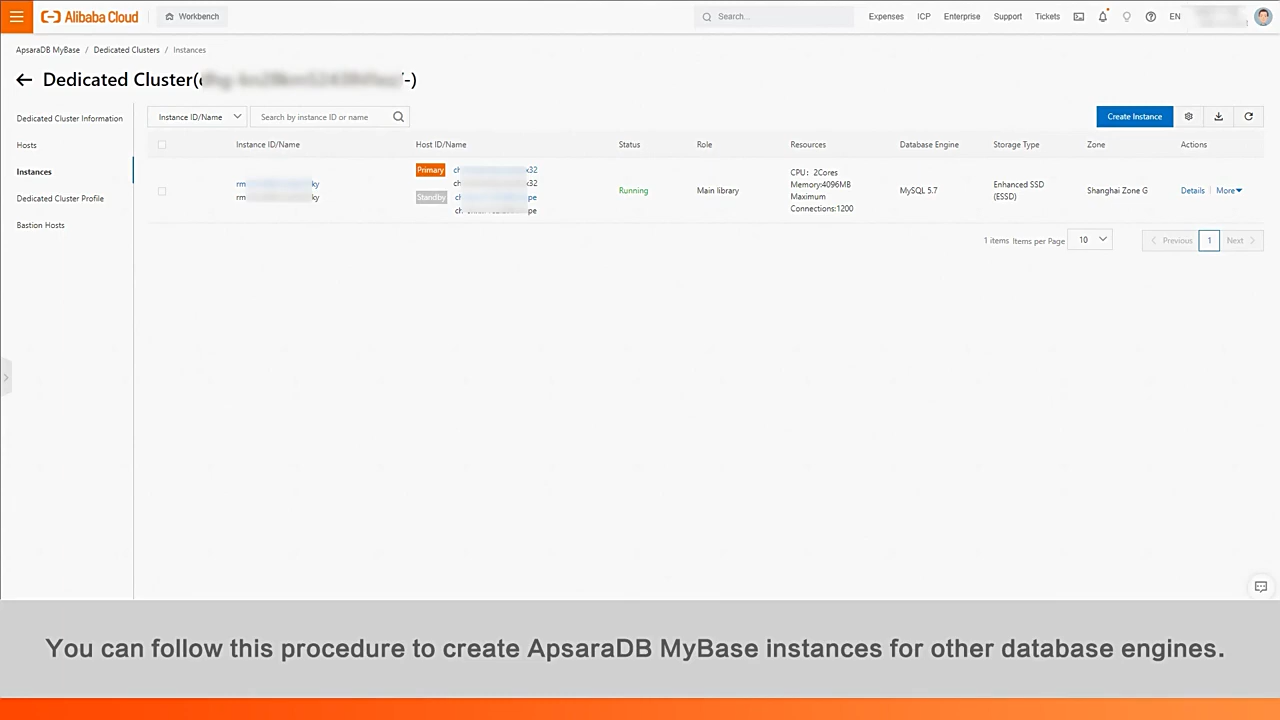 Alibaba Cloud
Workbench
Search...
Expenses
ICP
Enterprise
Support
Tickets
EN
ApsaraDB MyBase / Dedicated Clusters / Instances
Dedicated Cluster(
Dedicated Cluster Information
Hosts
Instances
Dedicated Cluster Profile
Bastion Hosts
Instance ID/Name
Search by instance ID or name
Create Instance
Instance ID/Name
Host ID/Name
Status
Role
Resources
Database Engine
Storage Type
Zone
Actions
Primary
Standby
Running
Main library
CPU: 2Cores
Memory:4096MB
Maximum
Connections:1200
MySQL 5.7
Enhanced SSD
(ESSD)
Shanghai Zone G
Details
More
1 items
Items per Page
10
Previous
1
Next
You can follow this procedure to create ApsaraDB MyBase instances for other database engines.